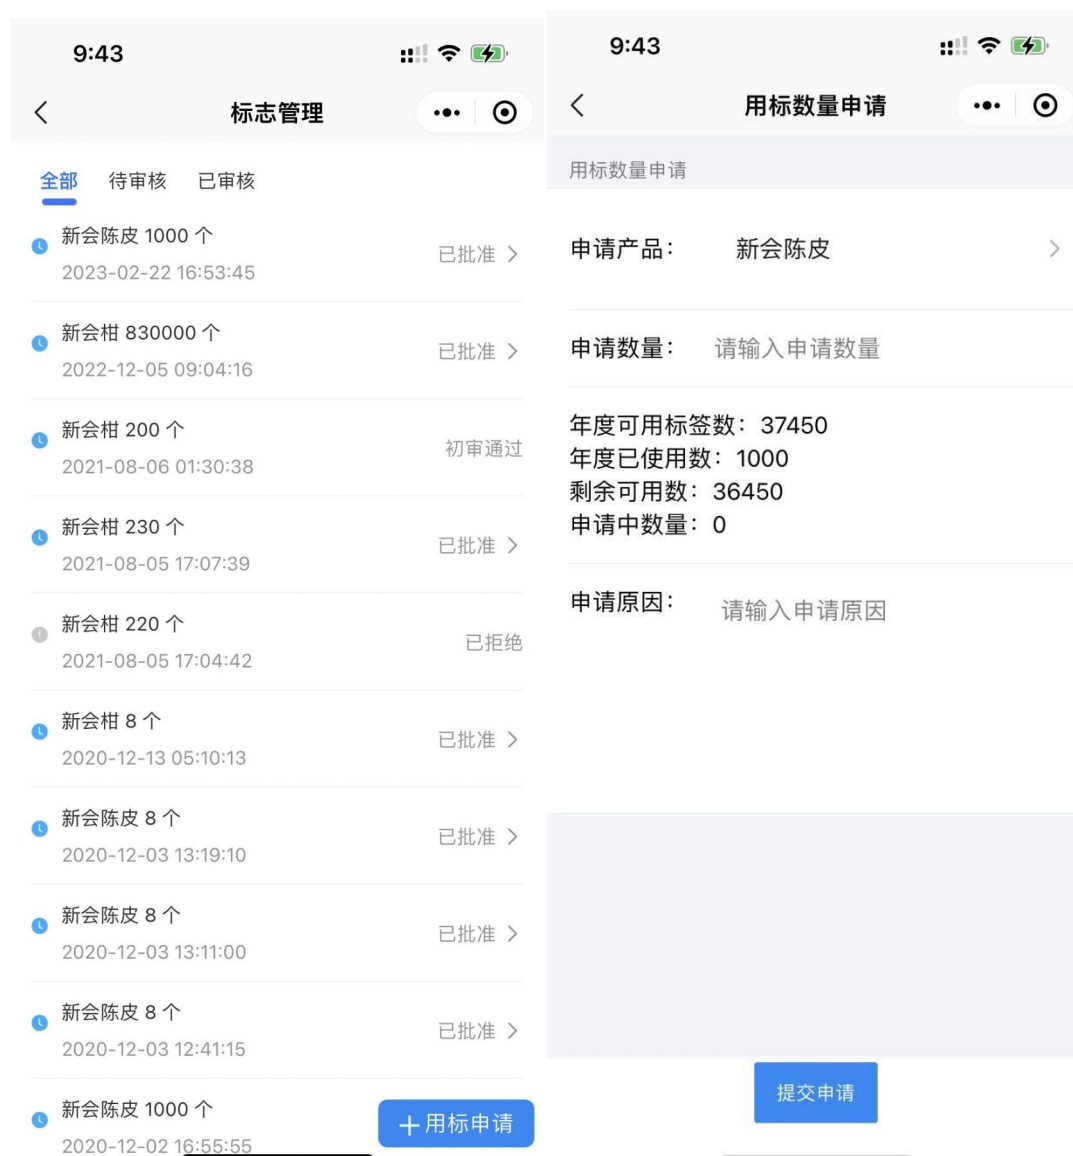 9:43
标志管理
全部 待审核 已审核
新会陈皮 1000 个
2023-02-22 16:53:45
已批准
新会柑 830000 个
2022-12-05 09:04:16
已批准
新会柑 200 个
2021-08-06 01:30:38
初审通过
新会柑 230 个
2021-08-05 17:07:39
已批准
新会柑 220 个
2021-08-05 17:04:42
已拒绝
新会柑 8 个
2020-12-13 05:10:13
已批准
新会陈皮 8 个
2020-12-03 13:19:10
已批准
新会陈皮 8 个
2020-12-03 13:11:00
已批准
新会陈皮 8 个
2020-12-03 12:41:15
已批准
新会陈皮 1000 个
2020-12-02 16:55:55
+用标申请
9:43
用标数量申请
用标数量申请
申请产品： 新会陈皮
申请数量： 请输入申请数量
年度可用标签数：37450
年度已使用数：1000
剩余可用数：36450
申请中数量：0
申请原因： 请输入申请原因
提交申请